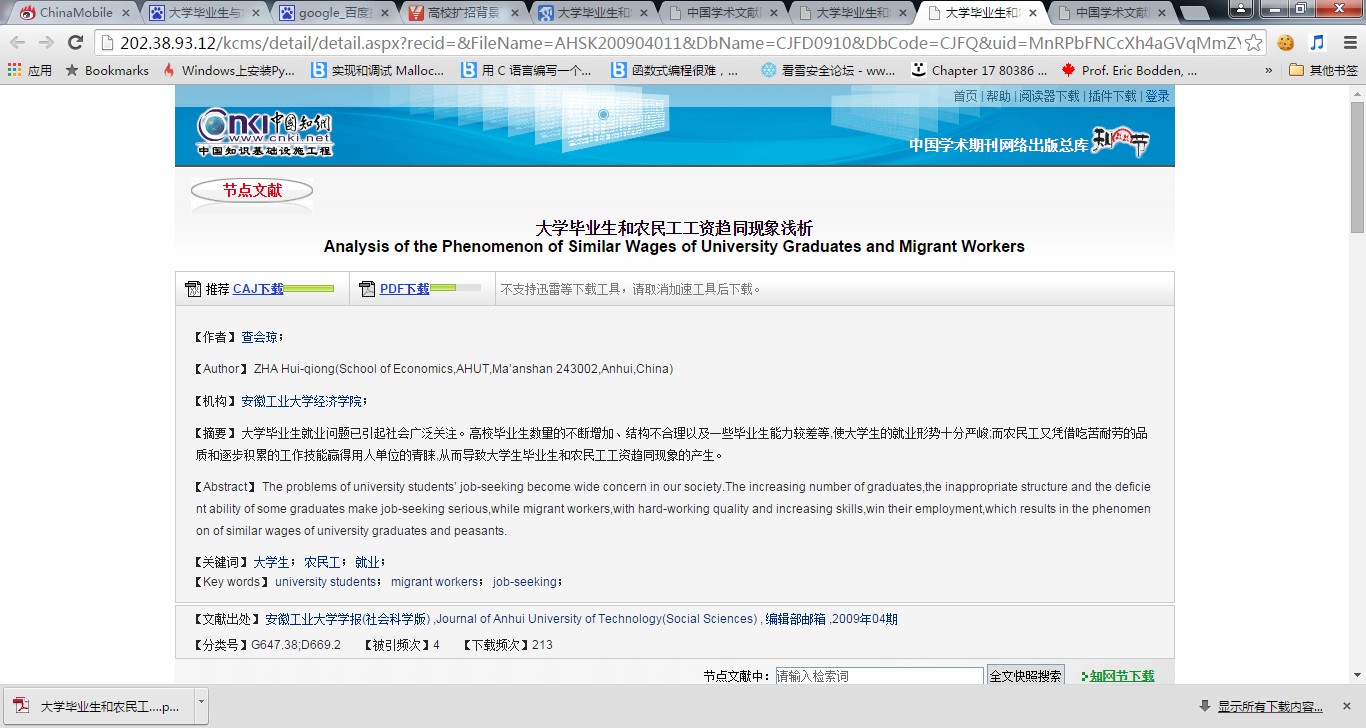 ChinaMobile
大学毕业生与
google_百度
高校扩招背景
大学毕业生和
中国学术文献
大学毕业生和
大学毕业生和
中国学术文献
202.38.93.12/kcms/detail/detail.aspx?recid=&FileName=AHSK200904011&DbName=CJFD0910&DbCode=CJFQ&uid=MnRPbFNCcXh4aGVqMmZY
应用 Bookmarks Windows上安装Py... 实现和调试 Malloc... 用 C 语言编写一个... 函数式编程很难，... 看雪安全论坛 - ww... Chapter 17 80386 ... Prof. Eric Bodden, ... » 其他书签
首页 | 帮助 | 阅读器下载 | 插件下载 | 登录
cnki 中国知网
www.cnki.net
中国知识基础设施工程
中国学术期刊网络出版总库
知网节
节点文献
大学毕业生和农民工工资趋同现象浅析
Analysis of the Phenomenon of Similar Wages of University Graduates and Migrant Workers
推荐 CAJ下载 PDF下载 不支持迅雷等下载工具，请取消加速工具后下载。
【作者】 查会琼；
【Author】 ZHA Hui-qiong(School of Economics,AHUT,Ma'anshan 243002,Anhui,China)
【机构】 安徽工业大学经济学院；
【摘要】 大学毕业生就业问题已引起社会广泛关注。高校毕业生数量的不断增加、结构不合理以及一些毕业生能力较差等,使大学生的就业形势十分严峻;而农民工又凭借吃苦耐劳的品
质和逐步积累的工作技能赢得用人单位的青睐,从而导致大学生毕业生和农民工工资趋同现象的产生。
【Abstract】 The problems of university students' job-seeking become wide concern in our society.The increasing number of graduates,the inappropriate structure and the deficie
nt ability of some graduates make job-seeking serious,while migrant workers,with hard-working quality and increasing skills,win their employment,which results in the phenomen
on of similar wages of university graduates and peasants.
【关键词】 大学生； 农民工； 就业；
【Key words】 university students； migrant workers； job-seeking；
【文献出处】 安徽工业大学学报(社会科学版) ,Journal of Anhui University of Technology(Social Sciences) , 编辑部邮箱 ,2009年04期
【分类号】G647.38;D669.2 【被引频次】4 【下载频次】213
节点文献中： 请输入检索词 全文快照搜索 知网节下载
大学毕业生和农民工....p... 显示所有下载内容...